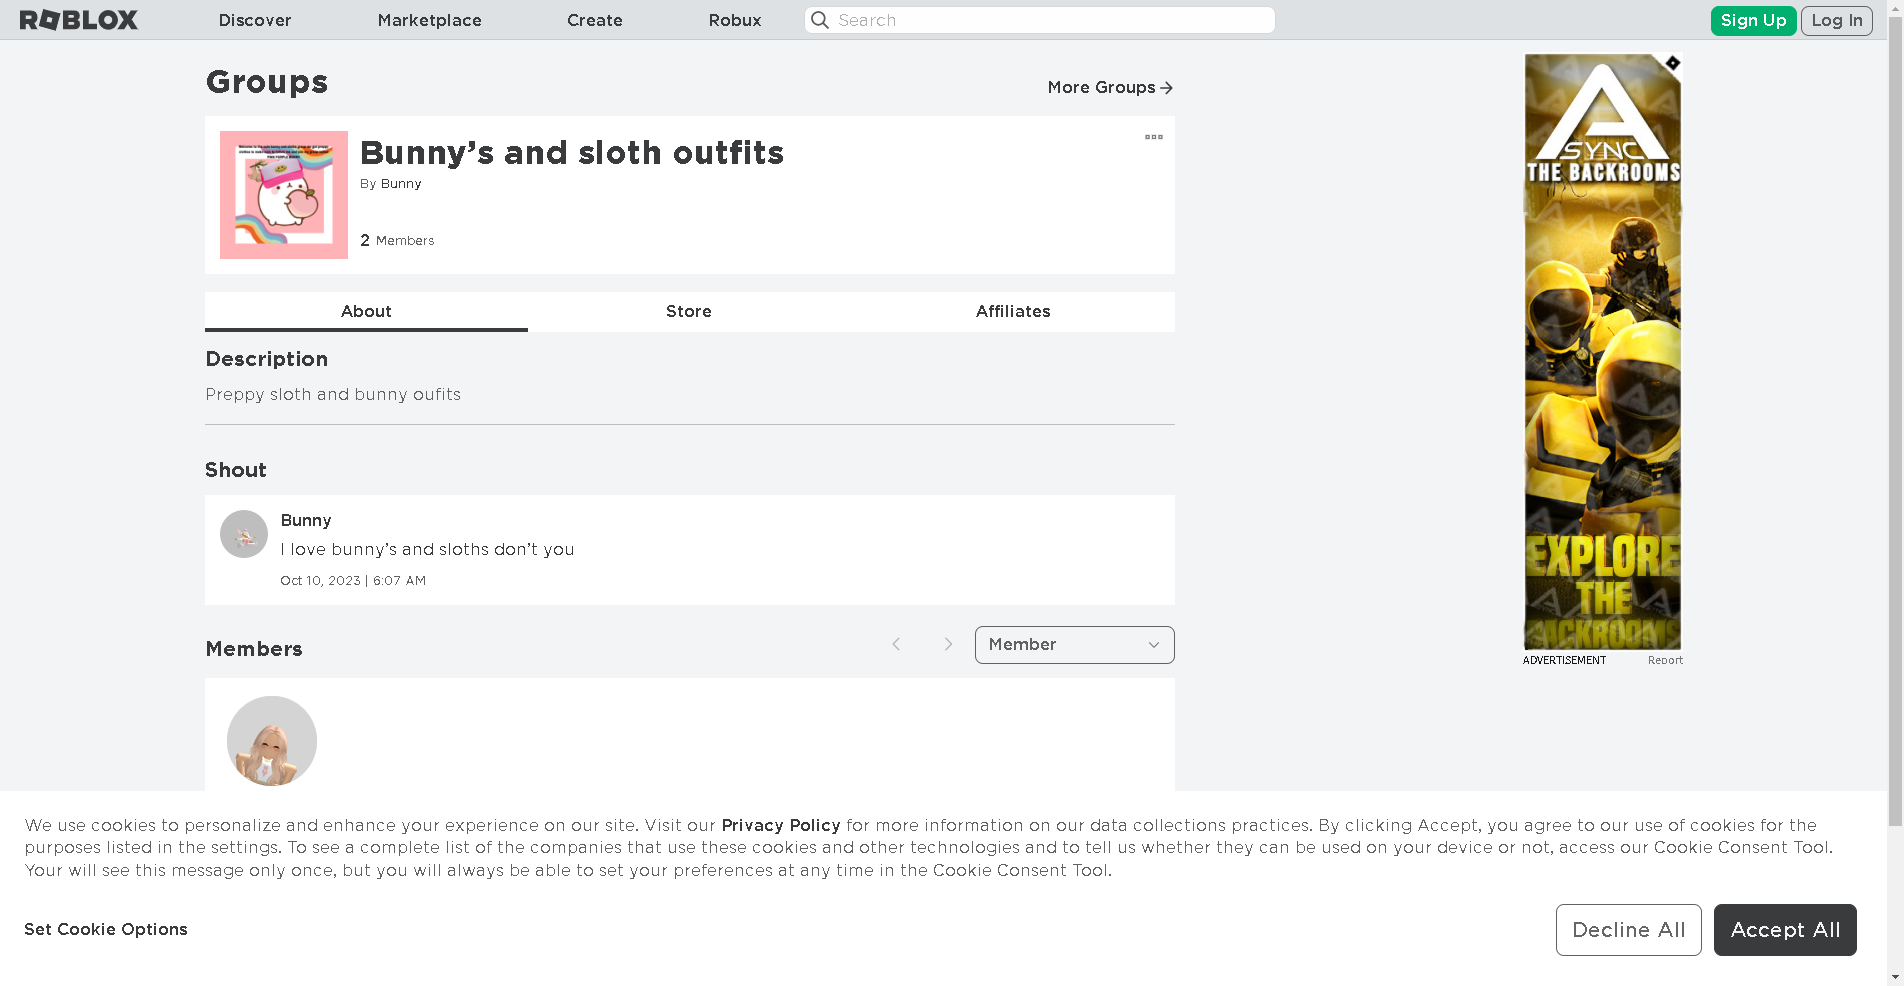 ROBLOX
Discover
Marketplace
Create
Robux
Search
Sign Up
Log In
Groups
More Groups
Bunny’s and sloth outfits
By Bunny
2 Members
About
Store
Affiliates
Description
Preppy sloth and bunny oufits
Shout
Bunny
I love bunny’s and sloths don’t you
Oct 10, 2023 | 6:07 AM
Members
Member
A
SYNC
THE BACKROOMS
EXPLORE
THE
BACKROOMS
ADVERTISEMENT
Report
We use cookies to personalize and enhance your experience on our site. Visit our Privacy Policy for more information on our data collections practices. By clicking Accept, you agree to our use of cookies for the
purposes listed in the settings. To see a complete list of the companies that use these cookies and other technologies and to tell us whether they can be used on your device or not, access our Cookie Consent Tool.
Your will see this message only once, but you will always be able to set your preferences at any time in the Cookie Consent Tool.
Set Cookie Options
Decline All
Accept All